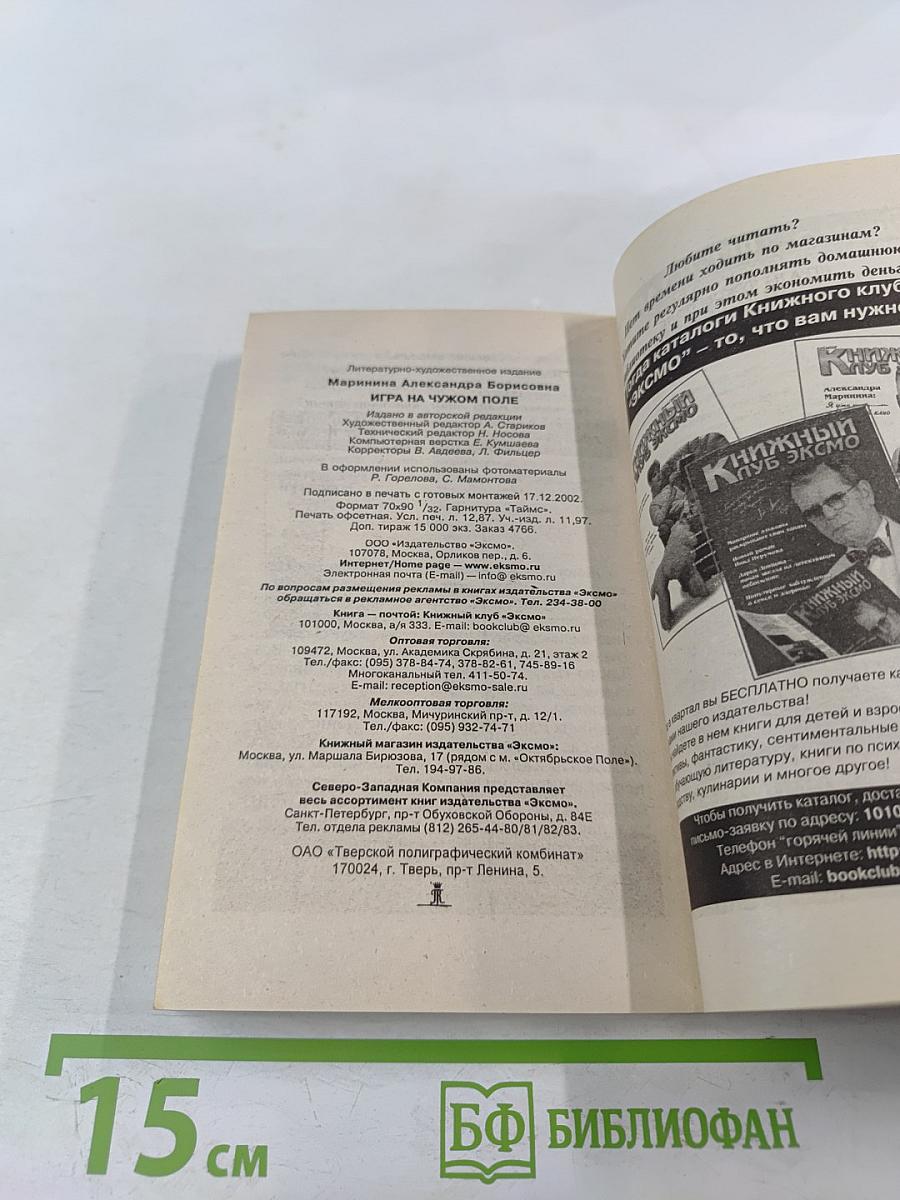 Литературно-художественное издание
Маринина Александра Борисовна
ИГРА НА ЧУЖОМ ПОЛЕ
Издано в авторской редакции
Художественный редактор А. Стариков
Технический редактор Н. Носова
Компьютерная верстка Е. Кумшаева
Корректоры В. Авдеева, Л. Фильцер
В оформлении использованы фотоматериалы
Р. Горелова, С. Мамонтова
Подписано в печать с готовых монтажей 17.12.2002.
Формат 70x90 1/32. Гарнитура «Таймс».
Печать офсетная. Усл. печ. л. 12,87. Уч.-изд. л. 11,97.
Доп. тираж 15 000 экз. Заказ 4766.
ООО «Издательство «Эксмо».
107078, Москва, Орликов пер., д. 6.
Интернет/Home page — www.eksmo.ru
Электронная почта (E-mail) — info@ eksmo.ru
По вопросам размещения рекламы в книгах издательства «Эксмо»
обращаться в рекламное агентство «Эксмо». Тел. 234-38-00
Книга — почтой: Книжный клуб «Эксмо»
101000, Москва, а/я 333. E-mail: bookclub@ eksmo.ru
Оптовая торговля:
109472, Москва, ул. Академика Скрябина, д. 21, этаж 2
Тел./факс: (095) 378-84-74, 378-82-61, 745-89-16
Многоканальный тел. 411-50-74.
E-mail: reception@eksmo-sale.ru
Мелкооптовая торговля:
117192, Москва, Мичуринский пр-т, д. 12/1.
Тел./факс: (095) 932-74-71
Книжный магазин издательства «Эксмо»:
Москва, ул. Маршала Бирюзова, 17 (рядом с м. «Октябрьское Поле»).
Тел. 194-97-86.
Северо-Западная Компания представляет
весь ассортимент книг издательства «Эксмо».
Санкт-Петербург, пр-т Обуховской Обороны, д. 84Е
Тел. отдела рекламы (812) 265-44-80/81/82/83.
ОАО «Тверской полиграфический комбинат»
170024, г. Тверь, пр-т Ленина, 5.
Любите читать?
Нет времени ходить по магазинам?
регулярно пополнять домашнюю
и при этом экономить
каталоги Книжного
"ЭКСМО" – то, что вам
КНИЖНЫЙ
КЛУБ ЭКСМО
Александра
Маринина:
КНИЖНЫЙ
КЛУБ ЭКСМО
квартал вы БЕСПЛАТНО получаете
нашего издательства!
в нем книги для детей и
фантастику, сентиментальные
литературу, книги по
кулинарии и многое другое!
Чтобы получить каталог,
письмо-заявку по адресу:
Телефон "горячей линии"
Адрес в Интернете:
E-mail:
15 см
БФ БИБЛИОФАН